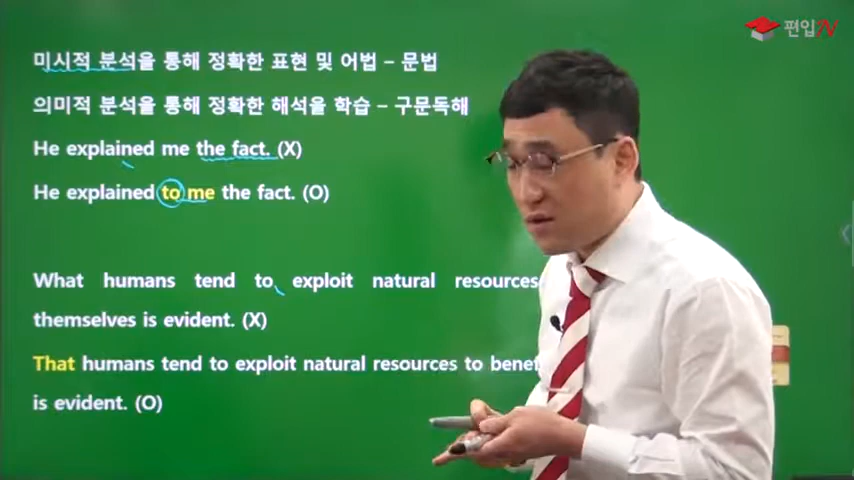 편입N
미시적 분석을 통해 정확한 표현 및 어법 – 문법
의미적 분석을 통해 정확한 해석을 학습 – 구문독해
He explained me the fact. (X)
He explained to me the fact. (O)
What humans tend to exploit natural resources
themselves is evident. (X)
That humans tend to exploit natural resources to
is evident. (O)